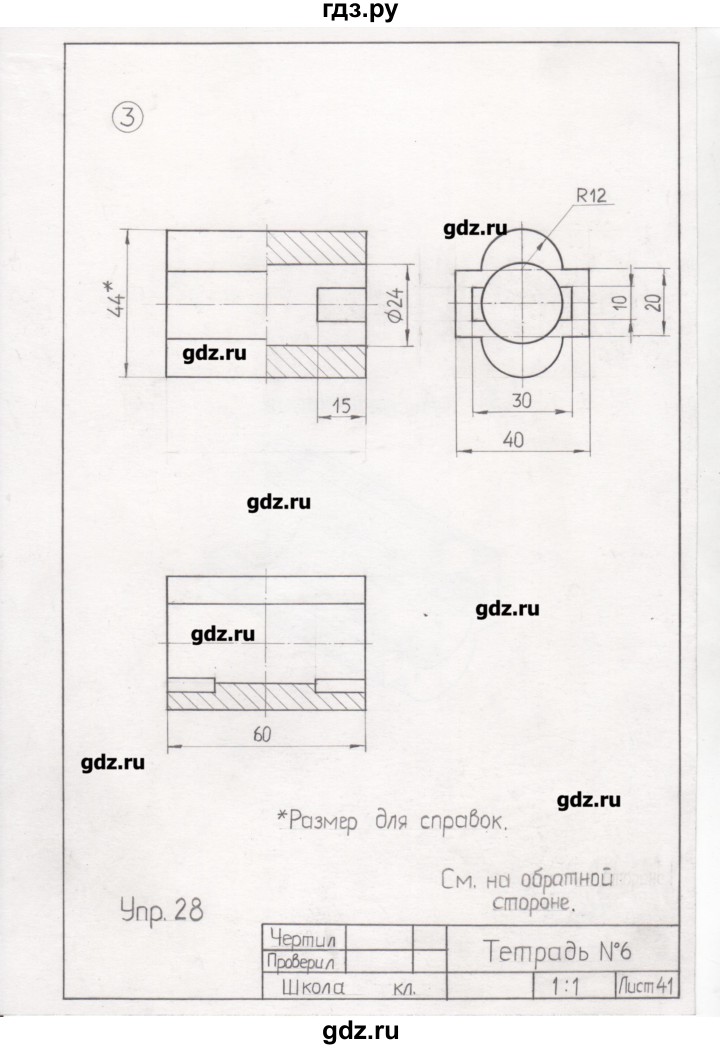 гдз.ру
3
R12
gdz.ru
44*
⌀24
10
20
gdz.ru
15
30
40
gdz.ru
gdz.ru
gdz.ru
60
gdz.ru
gdz.ru
*Размер для справок.
См. на обратной
стороне.
Упр. 28
Чертил
Тетрадь №6
Проверил
Школа кл.
1:1
Лист 41
gdz.ru